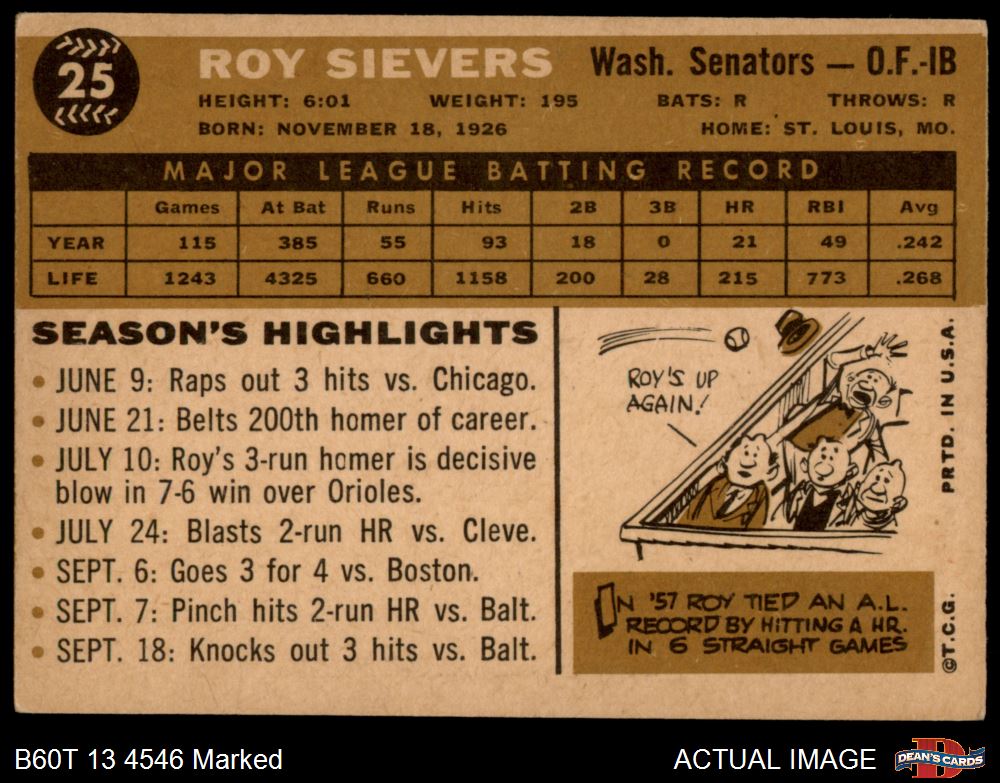 25
ROY SIEVERS Wash. Senators — O.F.-IB
HEIGHT: 6:01 WEIGHT: 195 BATS: R THROWS: R
BORN: NOVEMBER 18, 1926 HOME: ST. LOUIS, MO.
MAJOR LEAGUE BATTING RECORD
Games At Bat Runs Hits 2B 3B HR RBI Avg
YEAR 115 385 55 93 18 0 21 49 .242
LIFE 1243 4325 660 1158 200 28 215 773 .268
SEASON'S HIGHLIGHTS
• JUNE 9: Raps out 3 hits vs. Chicago.
• JUNE 21: Belts 200th homer of career.
• JULY 10: Roy's 3-run homer is decisive
blow in 7-6 win over Orioles.
• JULY 24: Blasts 2-run HR vs. Cleve.
• SEPT. 6: Goes 3 for 4 vs. Boston.
• SEPT. 7: Pinch hits 2-run HR vs. Balt.
• SEPT. 18: Knocks out 3 hits vs. Balt.
ROY'S UP
AGAIN!
IN '57 ROY TIED AN A.L.
RECORD BY HITTING A HR.
IN 6 STRAIGHT GAMES
PRTD. IN U.S.A.
©T.C.G.
B60T 13 4546 Marked
ACTUAL IMAGE
D
DEAN'S CARDS